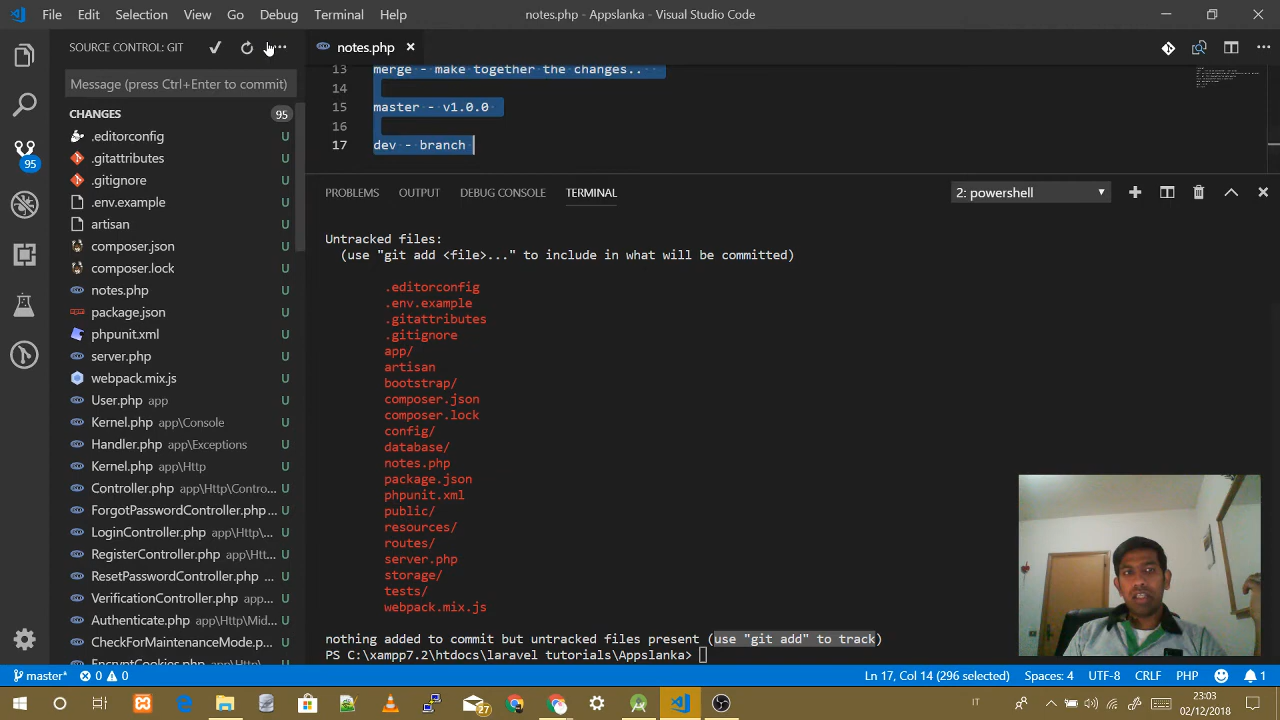 File Edit Selection View Go Debug Terminal Help
notes.php - Appslanka - Visual Studio Code
SOURCE CONTROL: GIT
Message (press Ctrl+Enter to commit)
CHANGES 95
.editorconfig U
.gitattributes U
.gitignore U
.env.example U
artisan U
composer.json U
composer.lock U
notes.php U
package.json U
phpunit.xml U
server.php U
webpack.mix.js U
User.php app U
Kernel.php app\Console U
Handler.php app\Exceptions U
Kernel.php app\Http U
Controller.php app\Http\Contro... U
ForgotPasswordController.php ... U
LoginController.php app\Http\... U
RegisterController.php app\Htt... U
ResetPasswordController.php ... U
VerificationController.php app... U
Authenticate.php app\Http\Mid... U
CheckForMaintenanceMode.p... U
EncryptCookies.php U
95
notes.php
13 merge - make together the changes..
14
15 master - v1.0.0
16
17 dev - branch
PROBLEMS OUTPUT DEBUG CONSOLE TERMINAL
2: powershell
Untracked files:
(use "git add <file>..." to include in what will be committed)
.editorconfig
.env.example
.gitattributes
.gitignore
app/
artisan
bootstrap/
composer.json
composer.lock
config/
database/
notes.php
package.json
phpunit.xml
public/
resources/
routes/
server.php
storage/
tests/
webpack.mix.js
nothing added to commit but untracked files present (use "git add" to track)
PS C:\xampp7.2\htdocs\laravel tutorials\Appslanka>
master* 0 0
Ln 17, Col 14 (296 selected) Spaces: 4 UTF-8 CRLF PHP 1
27
IT
23:03
02/12/2018